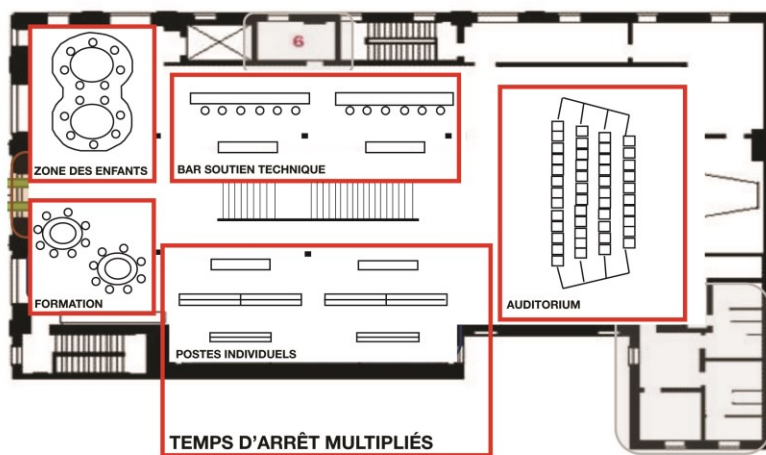 6
ZONE DES ENFANTS
BAR SOUTIEN TECHNIQUE
FORMATION
AUDITORIUM
POSTES INDIVIDUELS
TEMPS D'ARRÊT MULTIPLIÉS